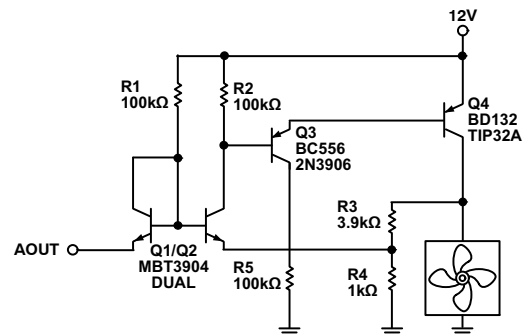 12V
R1
100kΩ
R2
100kΩ
Q3
BC556
2N3906
Q4
BD132
TIP32A
R3
3.9kΩ
AOUT
Q1/Q2
MBT3904
DUAL
R5
100kΩ
R4
1kΩ